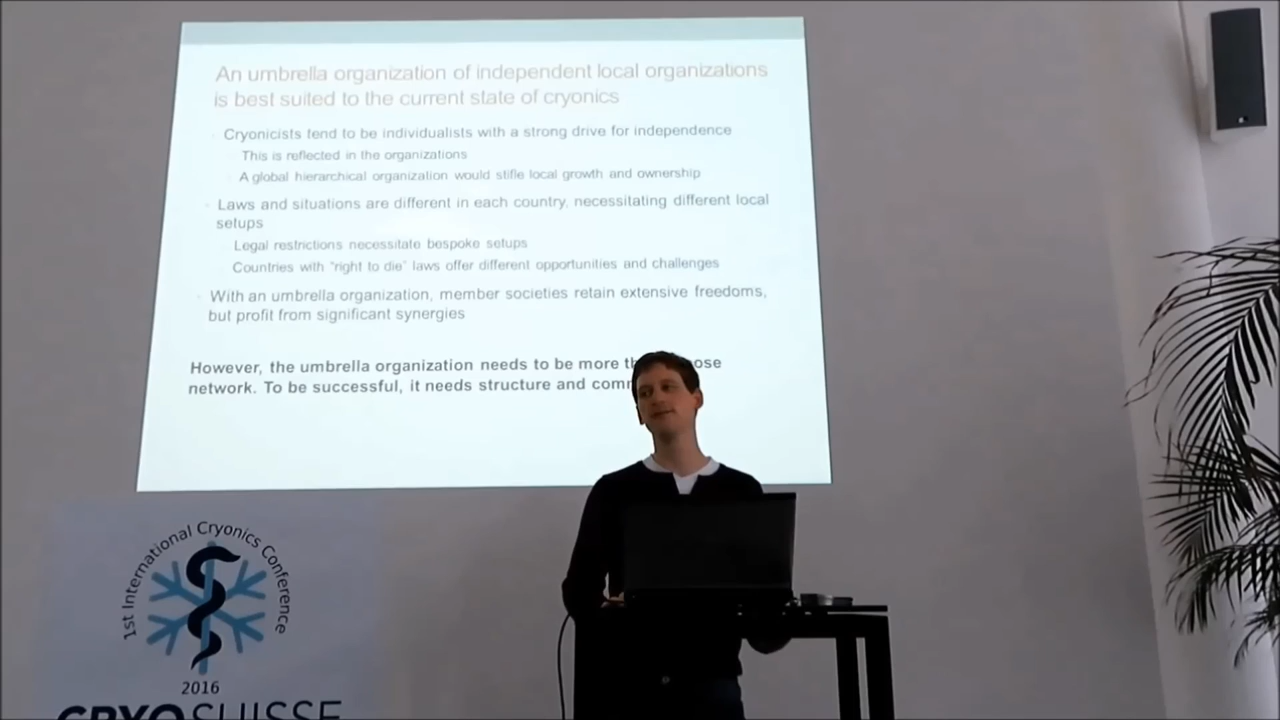 An umbrella organization of independent local organizations
is best suited to the current state of cryonics
Cryonicists tend to be individualists with a strong drive for independence
This is reflected in the organizations
A global hierarchical organization would stifle local growth and ownership
Laws and situations are different in each country, necessitating different local
setups
Legal restrictions necessitate bespoke setups
Countries with "right to die" laws offer different opportunities and challenges
With an umbrella organization, member societies retain extensive freedoms,
but profit from significant synergies
However, the umbrella organization needs to be more
network. To be successful, it needs structure and
1st International Cryonics Conference
2016
CRYOSUISSE